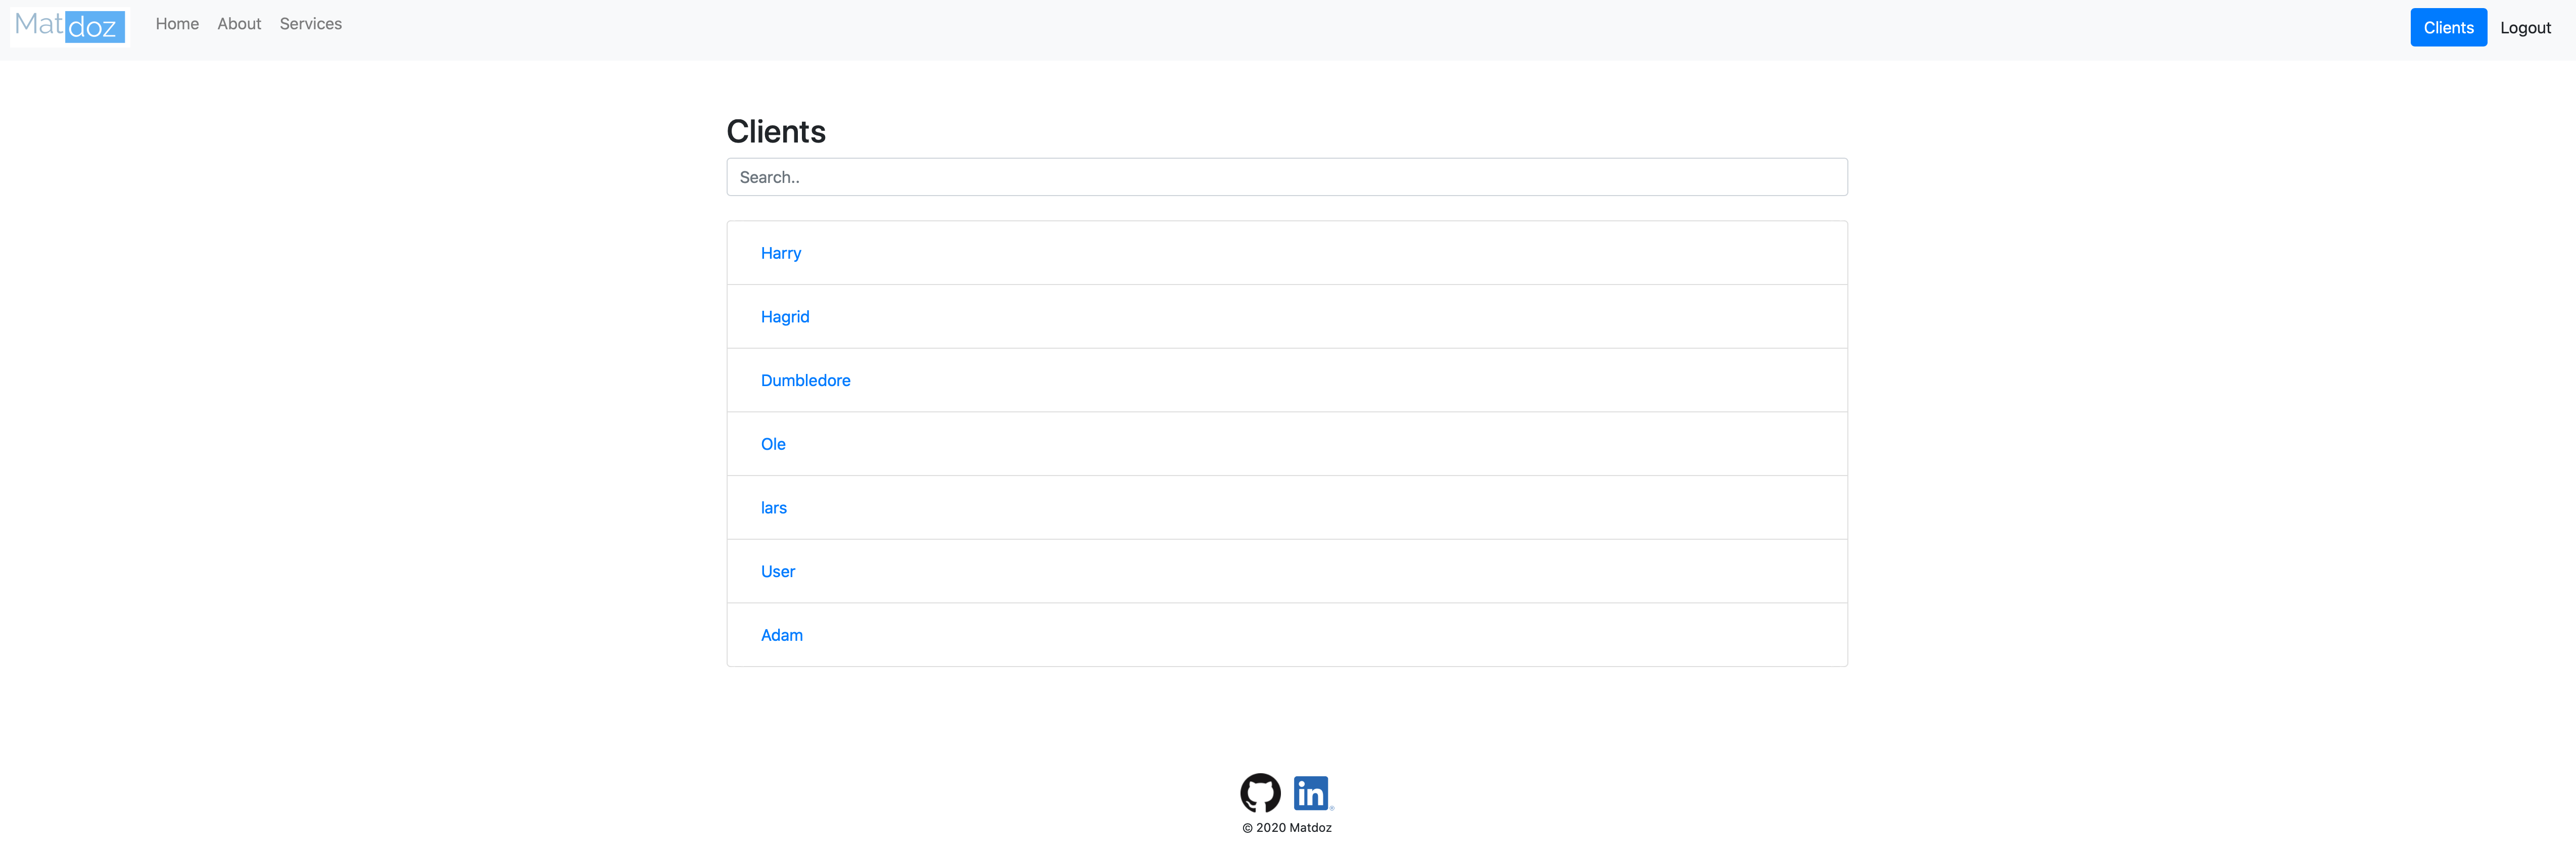 Matdoz Home About Services Clients Logout
Clients
Search..
Harry
Hagrid
Dumbledore
Ole
lars
User
Adam
in
© 2020 Matdoz